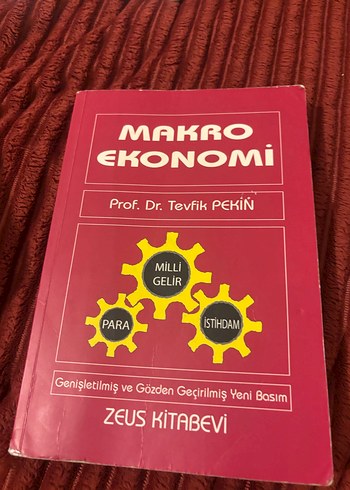 MAKRO
EKONOMİ
Prof. Dr. Tevfik PEKİN
MİLLİ
GELİR
PARA
İSTİHDAM
Genişletilmiş ve Gözden Geçirilmiş Yeni Basım
ZEUS KİTABEVİ